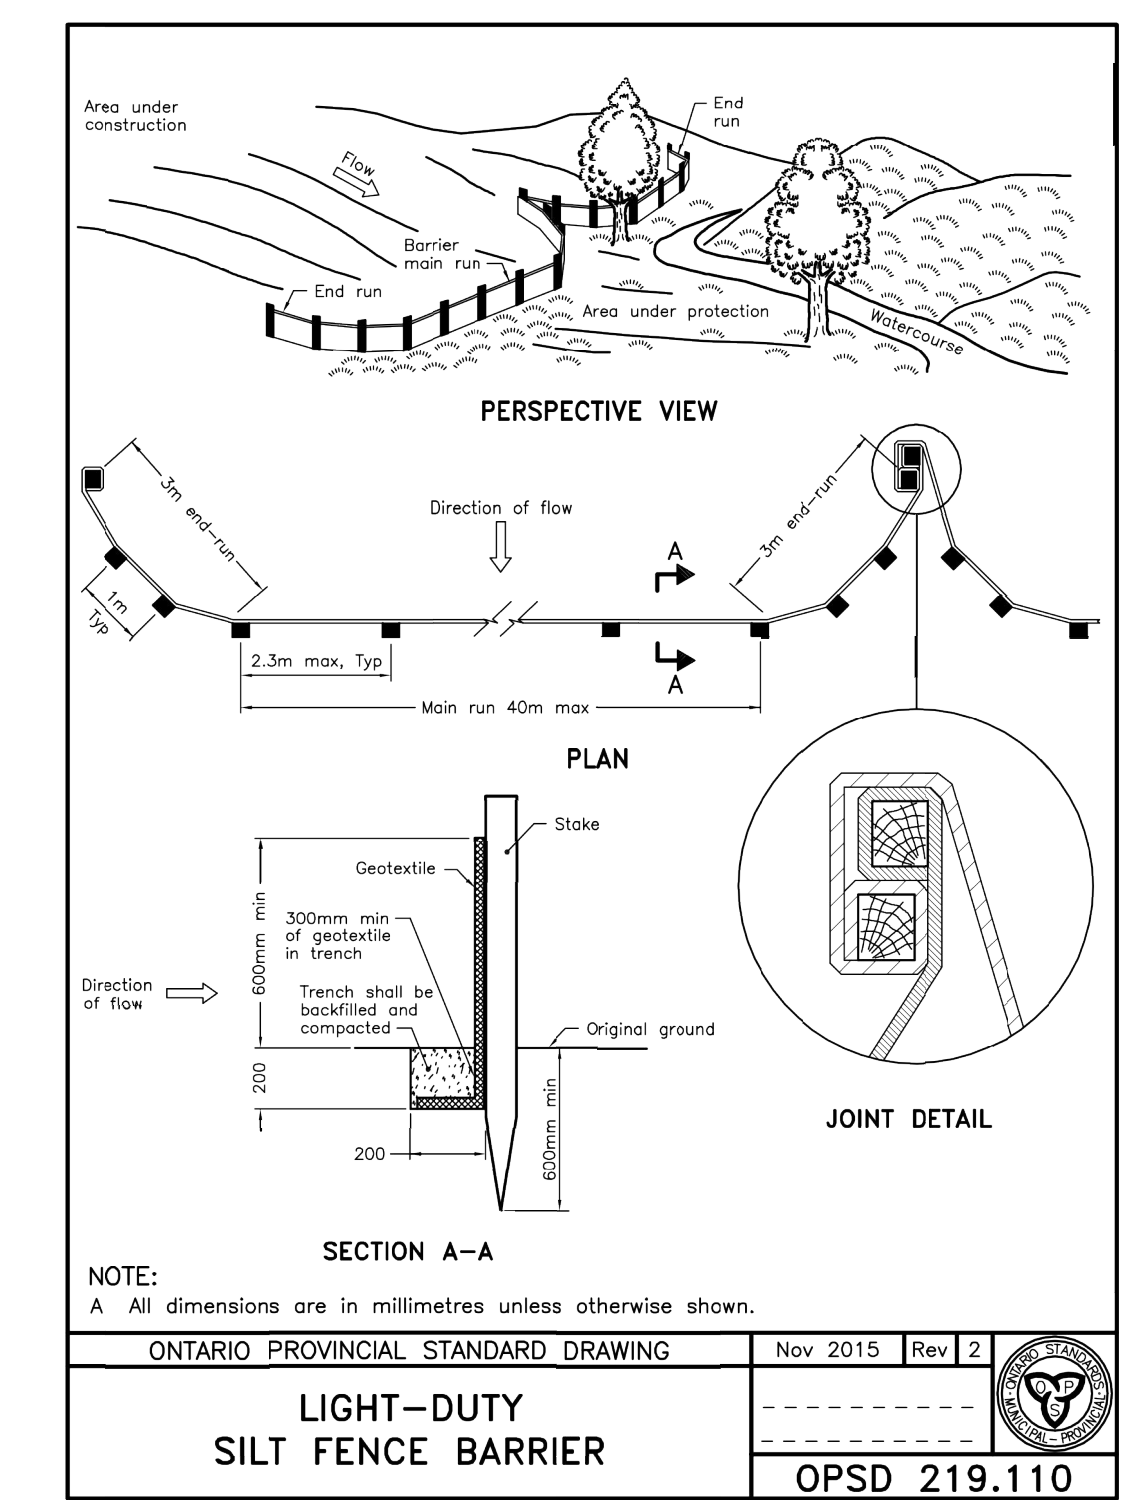 Area under
construction
Flow
End
run
Barrier
main run
End run
Area under protection
Watercourse
PERSPECTIVE VIEW
3m end-run
Direction of flow
3m end-run
A
1m
Typ
2.3m max, Typ
A
Main run 40m max
PLAN
Stake
Geotextile
600mm min
300mm min
of geotextile
in trench
Direction
of flow
Trench shall be
backfilled and
compacted
Original ground
200
600mm min
200
JOINT DETAIL
SECTION A-A
NOTE:
A All dimensions are in millimetres unless otherwise shown.
ONTARIO PROVINCIAL STANDARD DRAWING
Nov 2015
Rev
2
LIGHT-DUTY
SILT FENCE BARRIER
ONTARIO STANDARDS
MUNICIPAL - PROVINCIAL
O P
S
OPSD 219.110